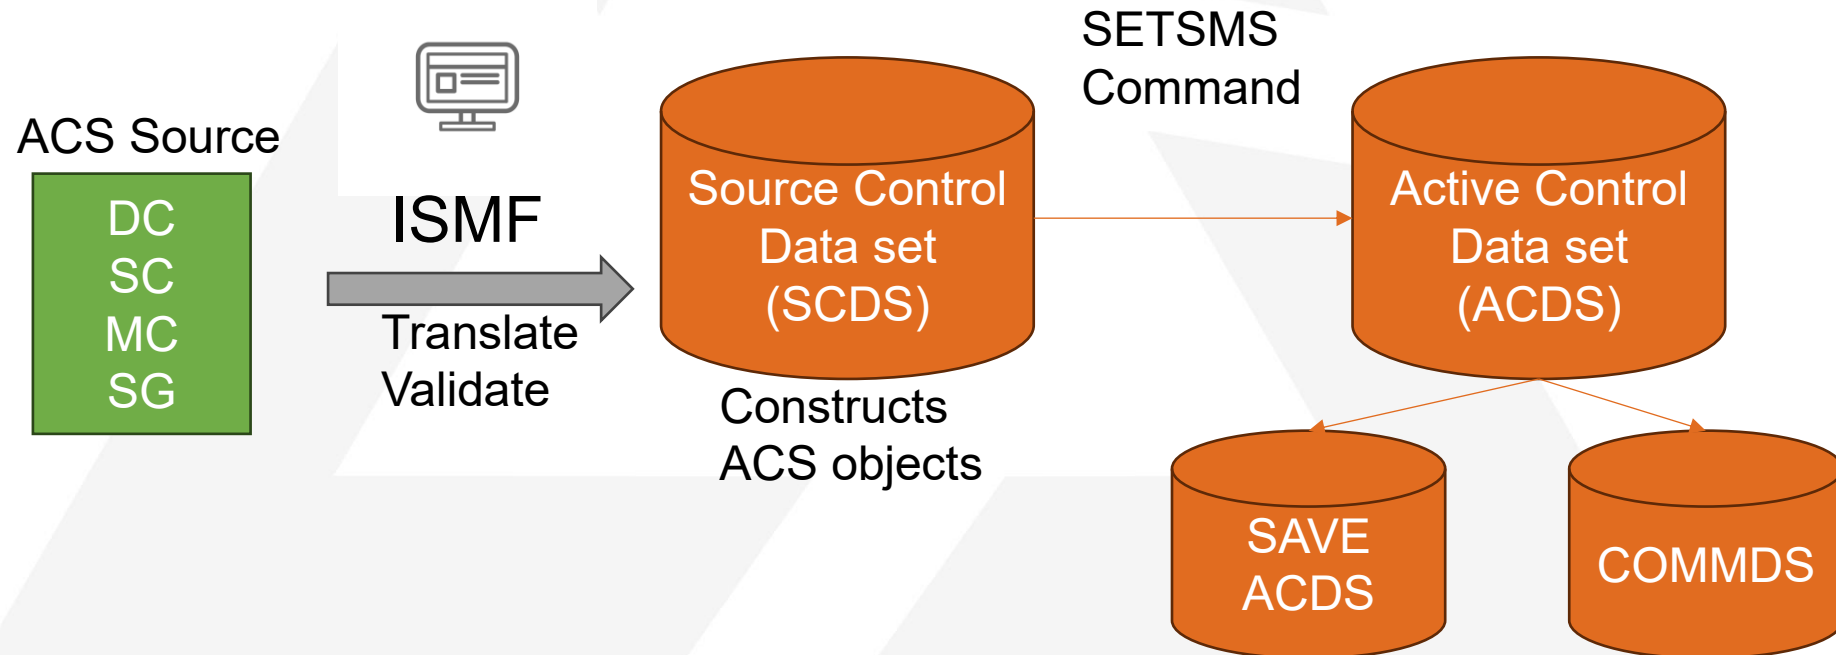 ACS Source
DC
SC
MC
SG
ISMF
Translate
Validate
Source Control
Data set
(SCDS)
Constructs
ACS objects
SETSMS
Command
Active Control
Data set
(ACDS)
SAVE
ACDS
COMMDS